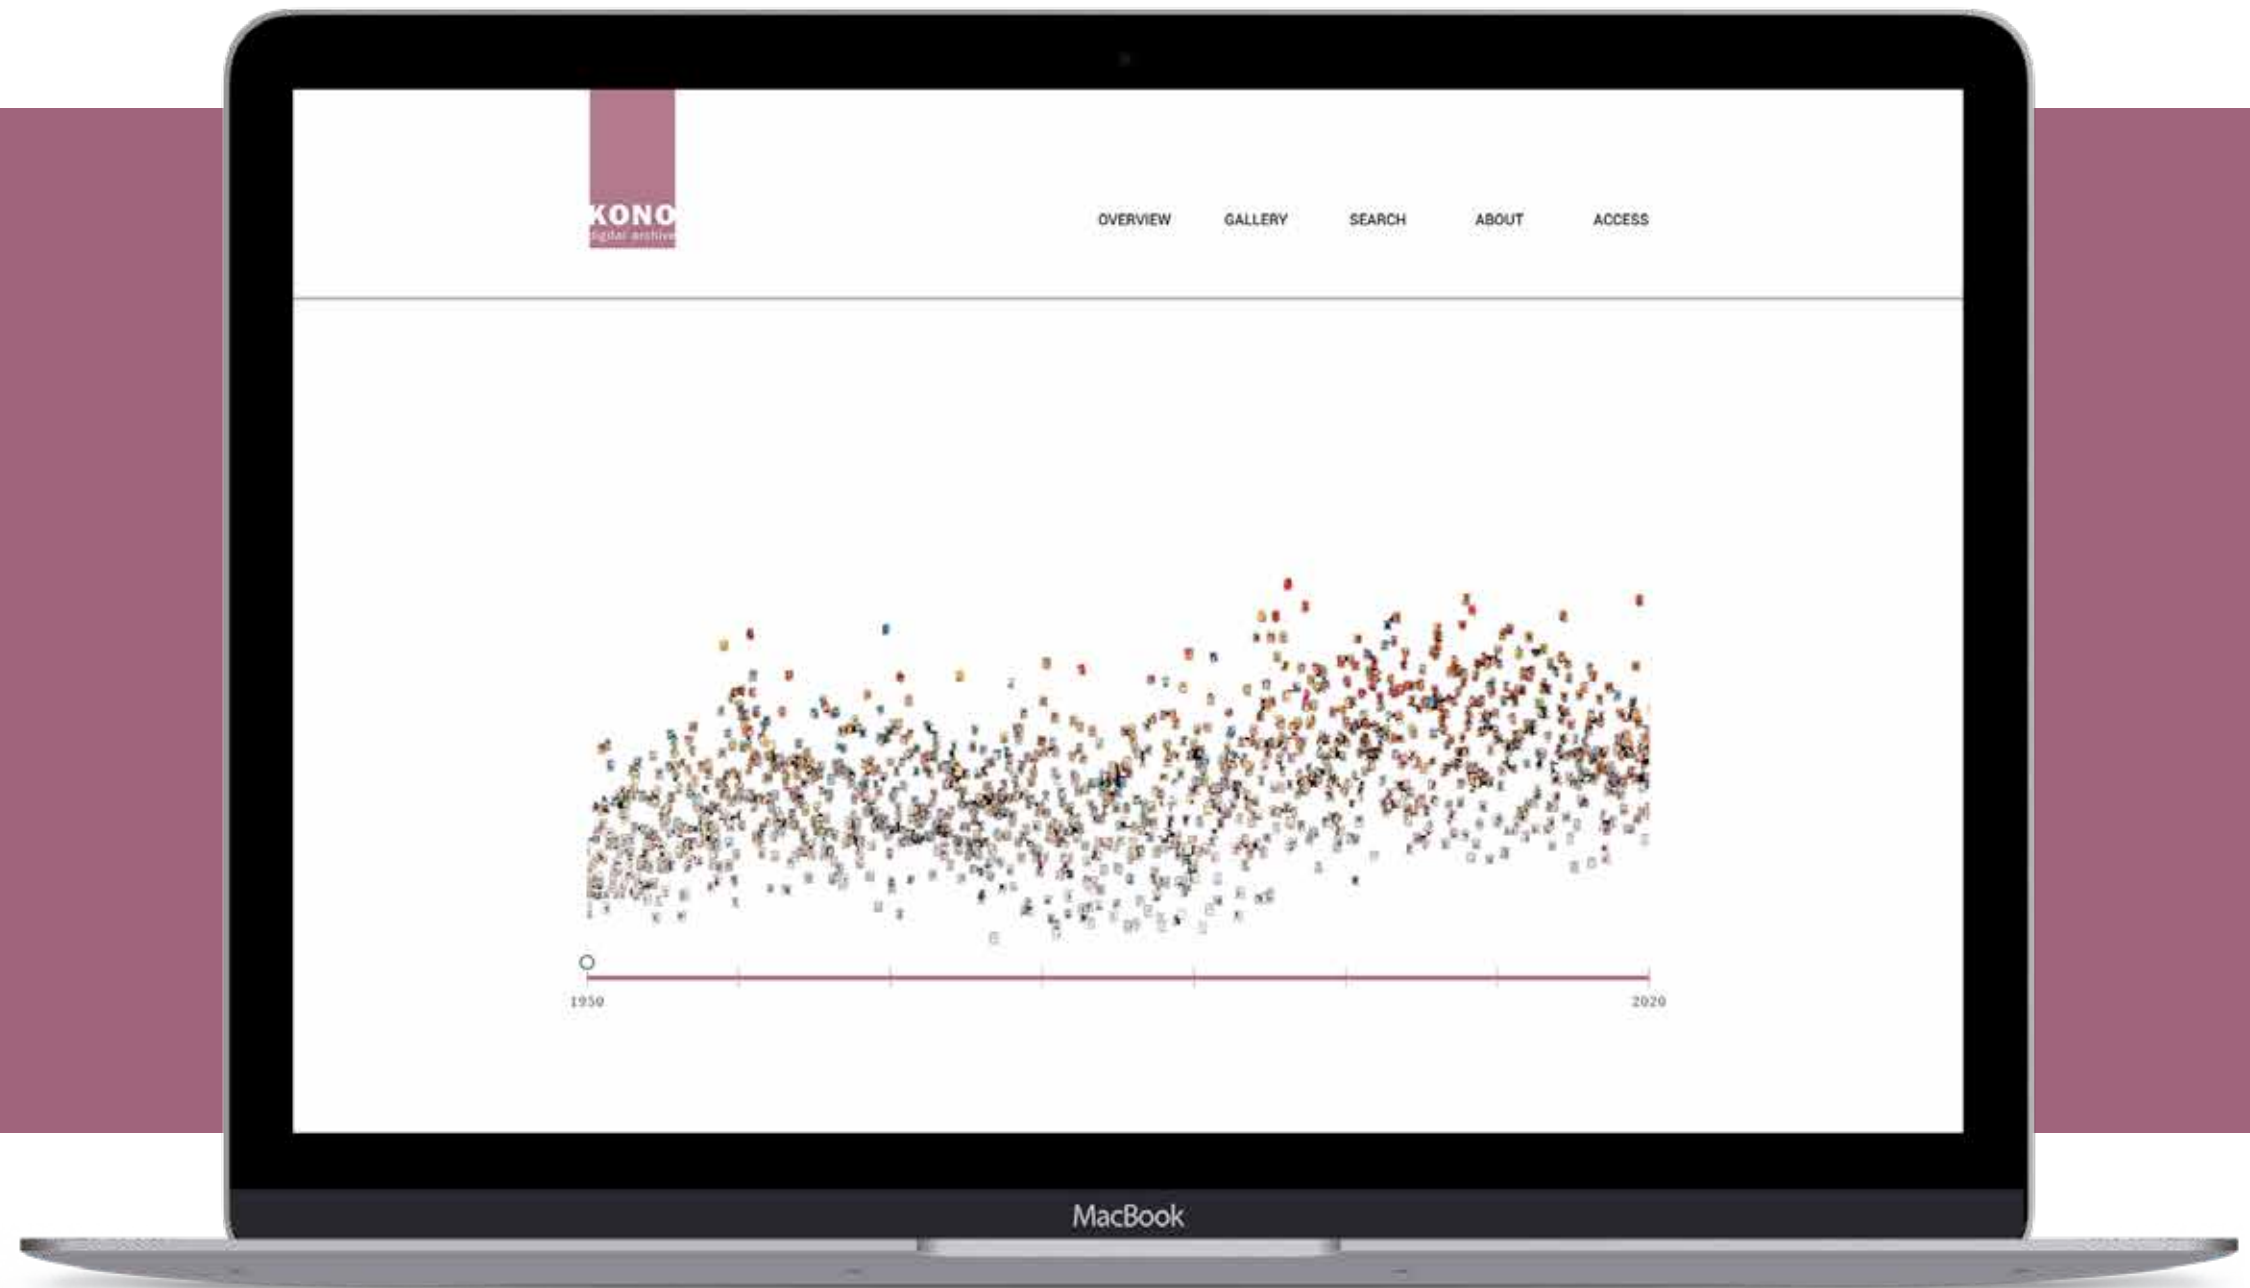 KONO
digital archive
OVERVIEW GALLERY SEARCH ABOUT ACCESS
1950 2020
MacBook